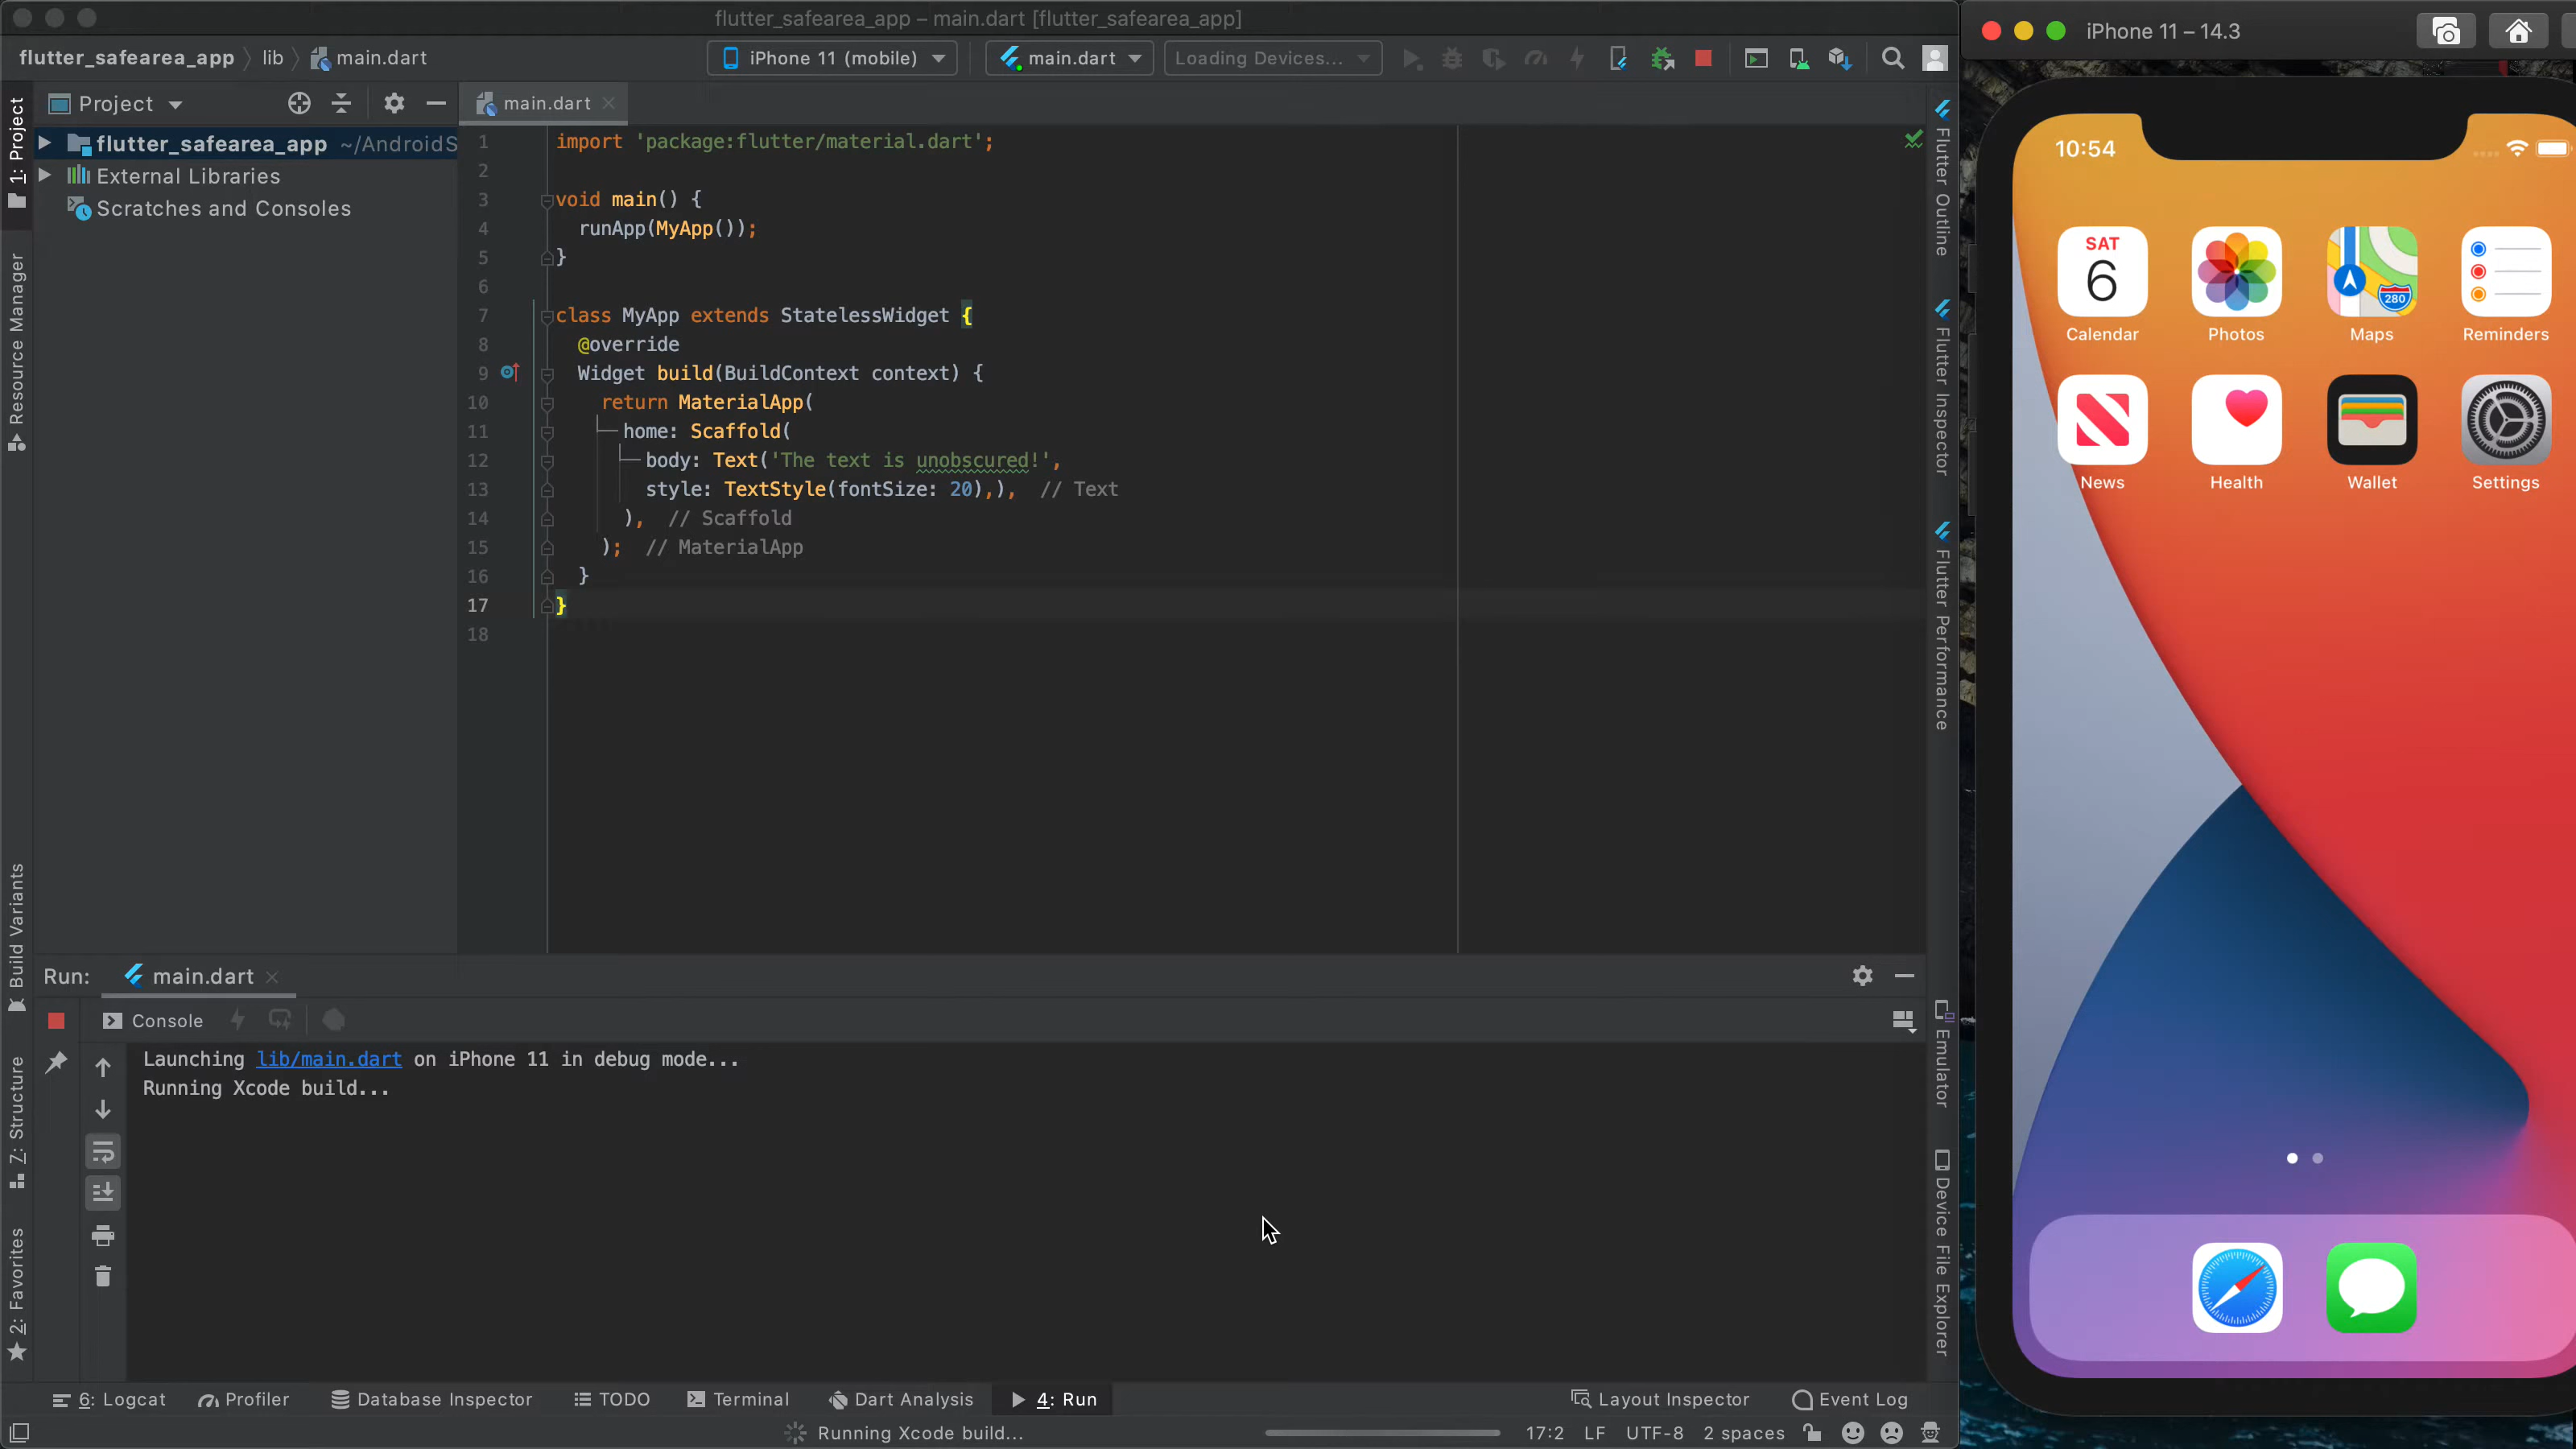 flutter_safearea_app – main.dart [flutter_safearea_app]
flutter_safearea_app lib main.dart
iPhone 11 (mobile)
main.dart
Loading Devices...
Project
main.dart
1: Project
Resource Manager
Build Variants
7: Structure
2: Favorites
flutter_safearea_app ~/AndroidS
External Libraries
Scratches and Consoles
1 import 'package:flutter/material.dart';
2
3 void main() {
4 runApp(MyApp());
5 }
6
7 class MyApp extends StatelessWidget {
8 @override
9 Widget build(BuildContext context) {
10 return MaterialApp(
11 home: Scaffold(
12 body: Text('The text is unobscured!',
13 style: TextStyle(fontSize: 20),), // Text
14 ), // Scaffold
15 ); // MaterialApp
16 }
17 }
18
Flutter Outline
Flutter Inspector
Flutter Performance
Emulator
Device File Explorer
Run: main.dart
Console
Launching lib/main.dart on iPhone 11 in debug mode...
Running Xcode build...
6: Logcat Profiler Database Inspector TODO Terminal Dart Analysis 4: Run Layout Inspector Event Log
Running Xcode build... 17:2 LF UTF-8 2 spaces
iPhone 11 – 14.3
10:54
SAT
6
280
Calendar Photos Maps Reminders
News Health Wallet Settings